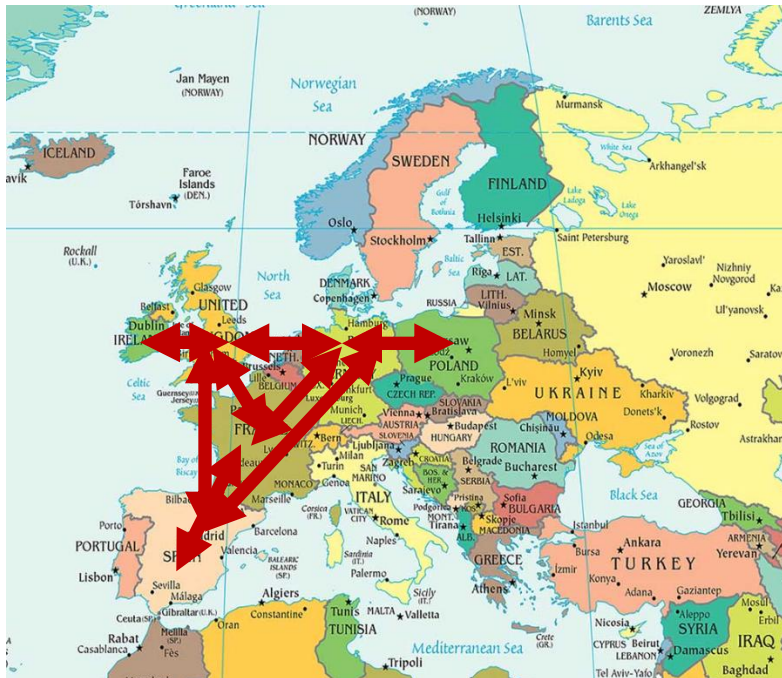 (NORWAY)
Barents Sea
ZEMLYA
Jan Mayen
(NORWAY)
Norwegian
Sea
Murmansk
NORWAY
White Sea
ICELAND
SWEDEN
Faroe
Islands
(DEN.)
Arkhangel'sk
avik
FINLAND
Tórshavn
Gulf
of
Bothnia
Lake
Ladoga
Lake
Onega
Oslo
Helsinki
Stockholm
Tallinn
Saint Petersburg
Rockall
(U.K.)
EST.
Yaroslavl'
North
Sea
Baltic
Sea
Riga
LAT.
Nizhniy
Novgorod
Glasgow
DENMARK
Copenhagen
Moscow
LITH.
Vilnius
RUSSIA
Ul'yanovsk
Belfast
UNITED
Minsk
Leeds
Hamburg
BELARUS
Dublin
Homyel'
Voronezh
Saratov
POLAND
Celtic
Sea
Lille
BELGIUM
Prague
Kraków
L'viv
Kyiv
CZECH REP.
UKRAINE
Kharkiv
Guernsey
Jersey
SLOVAKIA
Volgograd
Munich
LIECH.
Vienna
Bratislava
Donets'k
AUSTRIA
Budapest
MOLDOVA
Rostov
Bern
SLOVENIA
HUNGARY
Chişinău
Astrakhan
Bay of
Ljubljana
ROMANIA
Odesa
Sea of
Azov
Milan
Zagreb
CROATIA
Turin
SAN
MARINO
BOS. &
HER.
Belgrade
Bucharest
Genoa
SERBIA
Marseille
MONACO
Sarajevo
Black Sea
Bilba
ITALY
Pristina
Sofia
GEORGIA
Porto
Corsica
(FR.)
VATICAN
CITY
Podgorica
MONT.
KOS.
BULGARIA
Tbilisi
Barcelona
Rome
Skopje
Tirana
MACEDONIA
Istanbul
ARMENIA
PORTUGAL
Naples
ALB.
Ankara
Yerevan
Valencia
BALEARIC
ISLANDS
(SP.)
Sardinia
(IT.)
Bursa
TURKEY
Lisbon
GREECE
İzmir
Konya
Sevilla
Palermo
Sicily
(IT.)
Athens
Adana
Gaziantep
Málaga
Algiers
Mosul
Ceuta (SP.)
Gibraltar (U.K.)
Tunis
MALTA
Valletta
Aleppo
Erbil
Oran
Constantine
Nicosia
SYRIA
Rabat
Melilla
(SP.)
TUNISIA
Crete
(GR.)
CYPRUS
Beirut
LEBANON
IRAQ
Casablanca
Fès
Mediterranean Sea
Damascus
Baghdad
Tripoli
Tel Aviv-Yafo